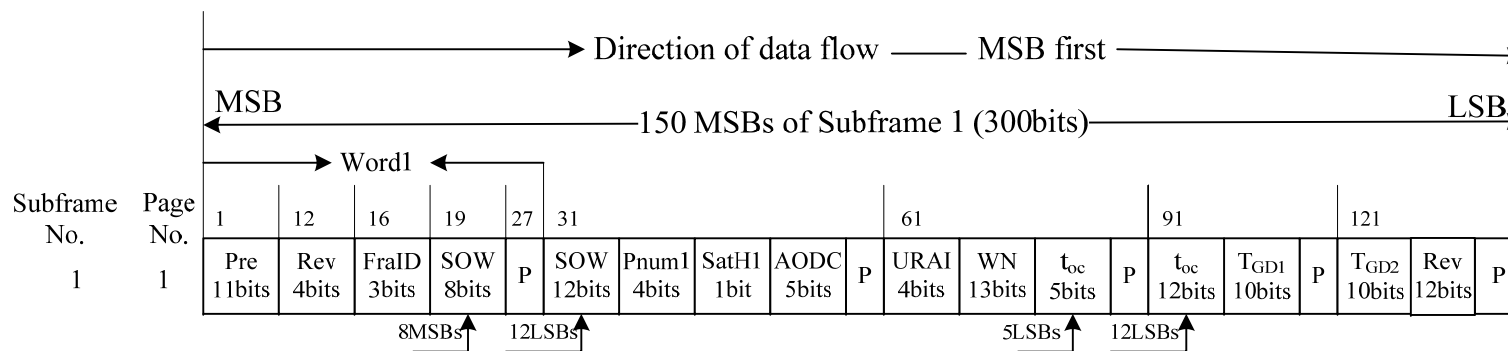 Direction of data flow — MSB first
MSB
LSB
150 MSBs of Subframe 1 (300bits)
Word1
Subframe No.
Page No.
1 12 16 19 27 31 61 91 121
1 1
Pre 11bits
Rev 4bits
FraID 3bits
SOW 8bits
P
SOW 12bits
Pnum1 4bits
SatH1 1bit
AODC 5bits
P
URAI 4bits
WN 13bits
toc 5bits
P
toc 12bits
TGD1 10bits
P
TGD2 10bits
Rev 12bits
P
8MSBs
12LSBs
5LSBs
12LSBs